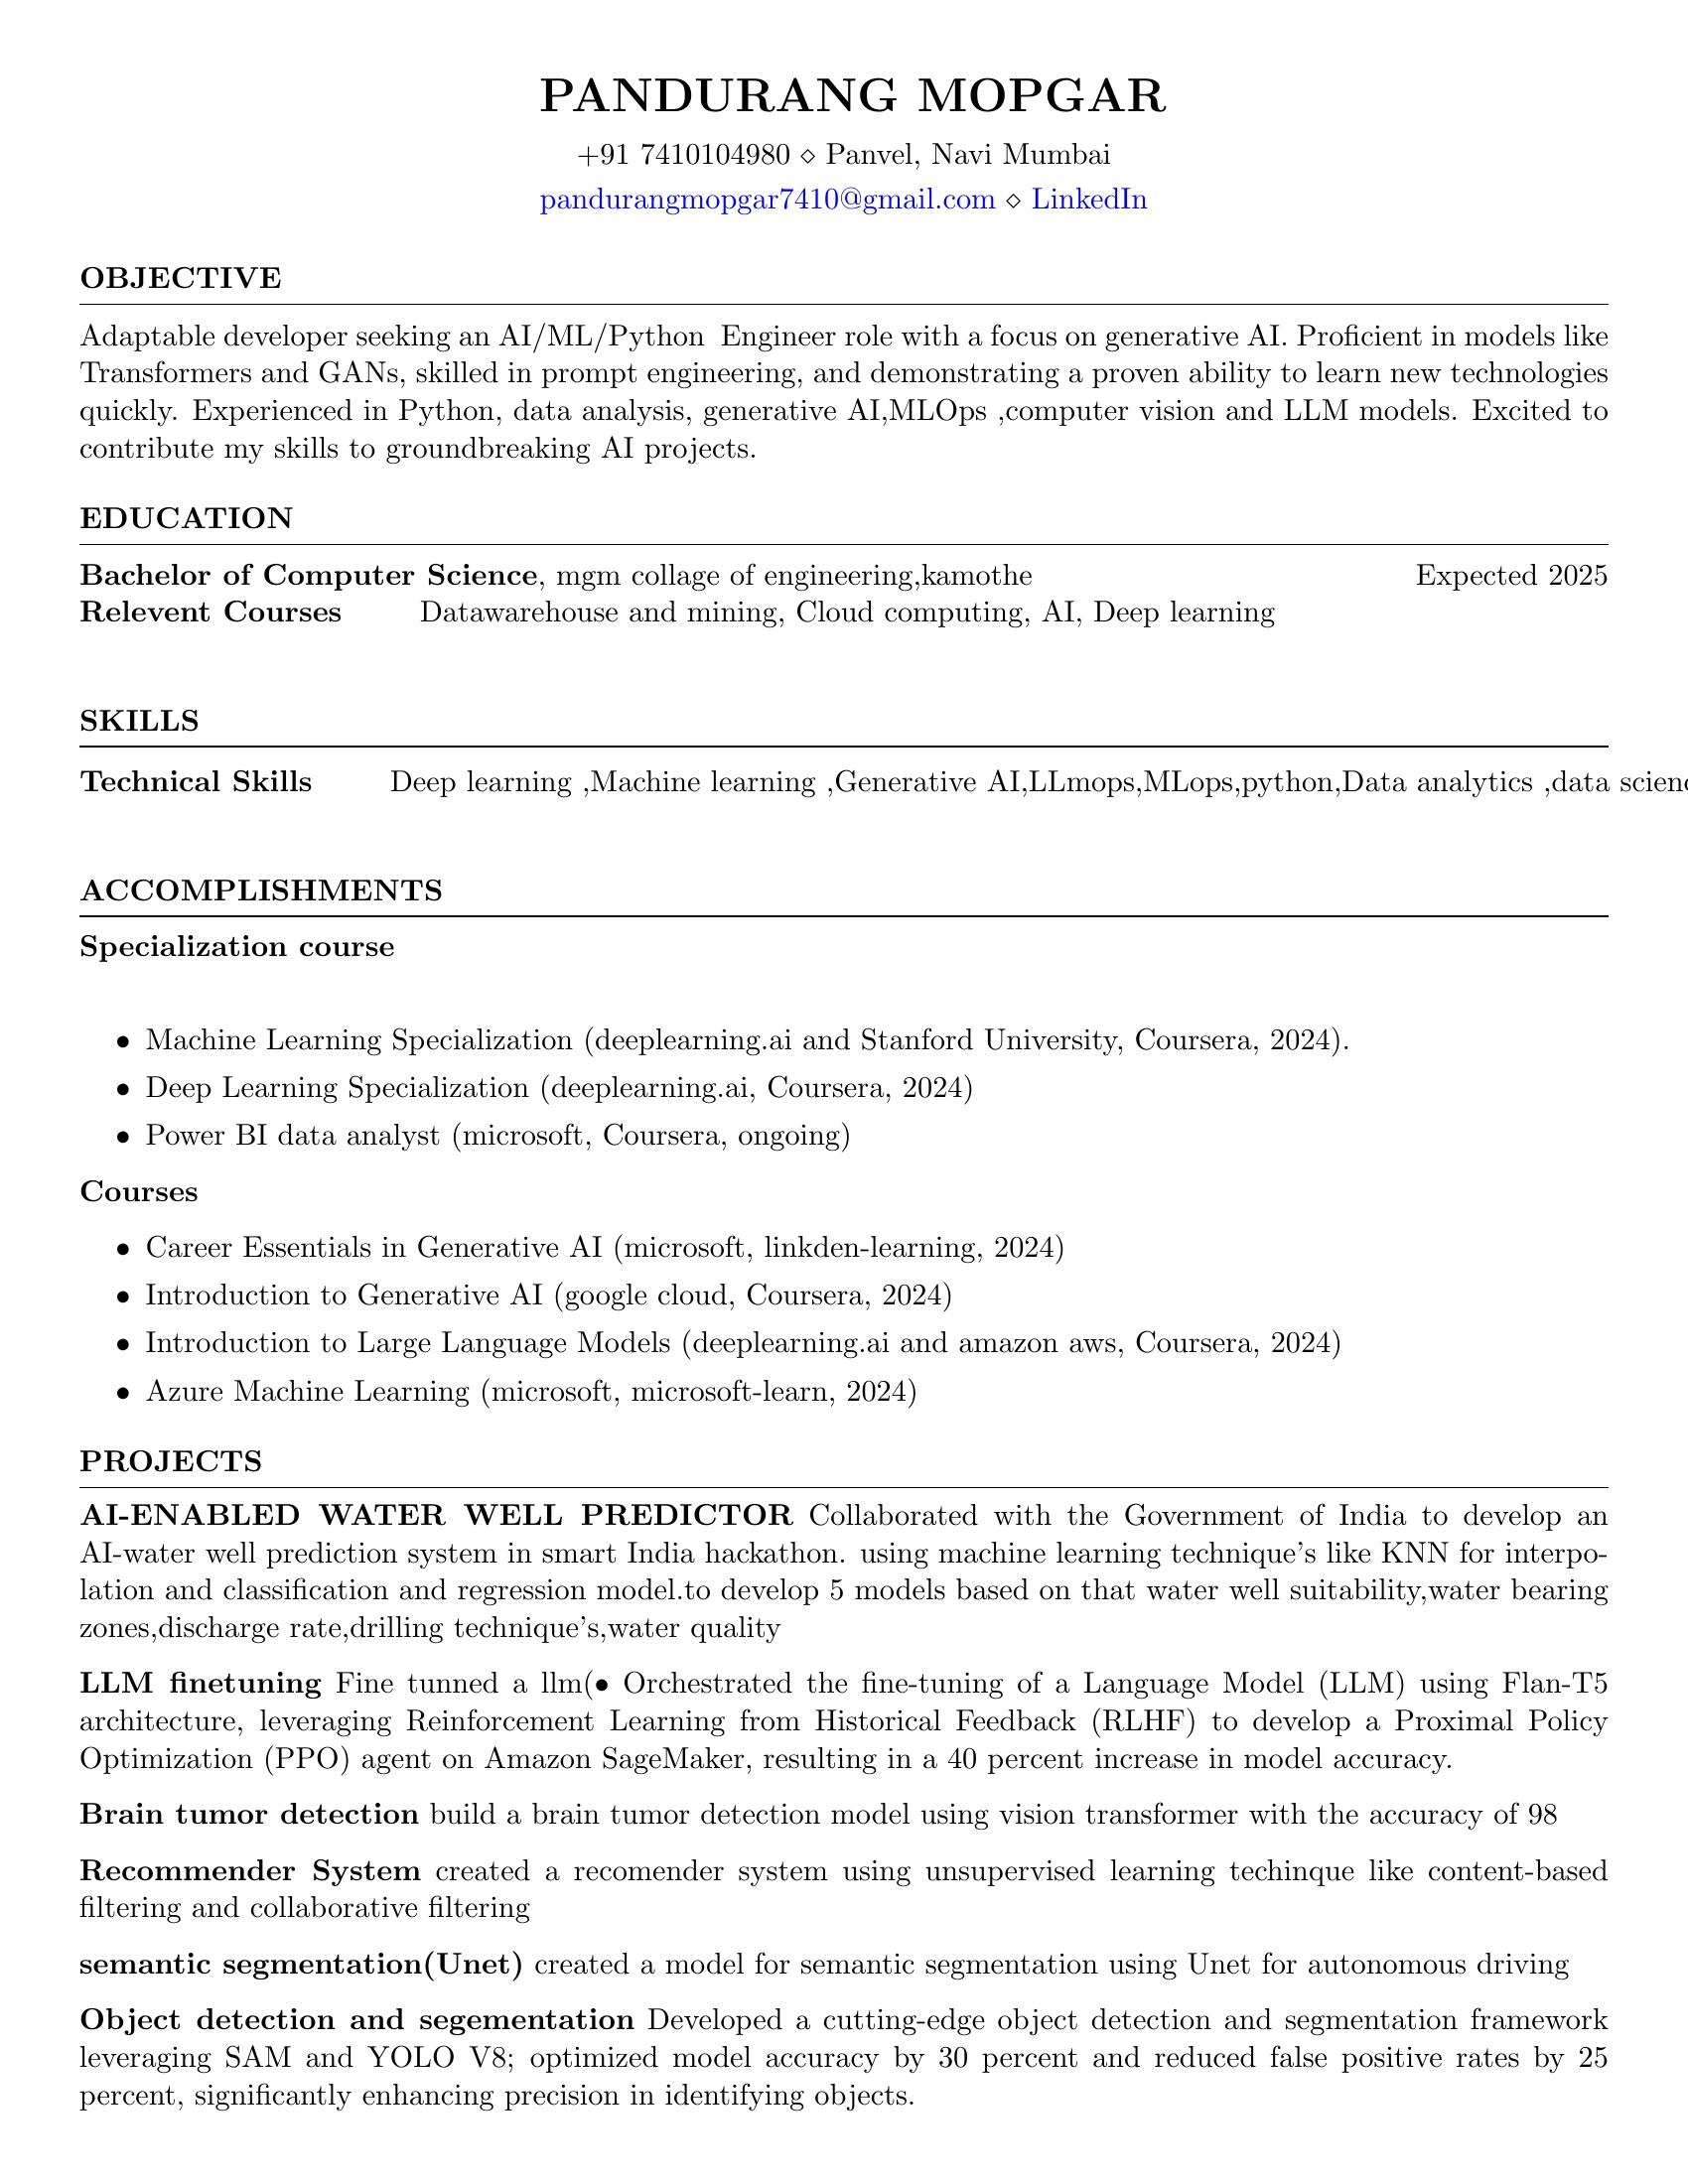 PANDURANG MOPGAR
+91 7410104980 ⋄ Panvel, Navi Mumbai
pandurangmopgar7410@gmail.com ⋄ LinkedIn
OBJECTIVE
Adaptable developer seeking an AI/ML/Python Engineer role with a focus on generative AI. Proficient in models like
Transformers and GANs, skilled in prompt engineering, and demonstrating a proven ability to learn new technologies
quickly. Experienced in Python, data analysis, generative AI,MLOps ,computer vision and LLM models. Excited to
contribute my skills to groundbreaking AI projects.
EDUCATION
Bachelor of Computer Science, mgm collage of engineering,kamothe Expected 2025
Relevent Courses Datawarehouse and mining, Cloud computing, AI, Deep learning
SKILLS
Technical Skills Deep learning ,Machine learning ,Generative AI,LLmops,MLops,python,Data analytics ,data scienc
ACCOMPLISHMENTS
Specialization course
• Machine Learning Specialization (deeplearning.ai and Stanford University, Coursera, 2024).
• Deep Learning Specialization (deeplearning.ai, Coursera, 2024)
• Power BI data analyst (microsoft, Coursera, ongoing)
Courses
• Career Essentials in Generative AI (microsoft, linkden-learning, 2024)
• Introduction to Generative AI (google cloud, Coursera, 2024)
• Introduction to Large Language Models (deeplearning.ai and amazon aws, Coursera, 2024)
• Azure Machine Learning (microsoft, microsoft-learn, 2024)
PROJECTS
AI-ENABLED WATER WELL PREDICTOR Collaborated with the Government of India to develop an
AI-water well prediction system in smart India hackathon. using machine learning technique's like KNN for interpo-
lation and classification and regression model.to develop 5 models based on that water well suitability,water bearing
zones,discharge rate,drilling technique's,water quality
LLM finetuning Fine tunned a llm(• Orchestrated the fine-tuning of a Language Model (LLM) using Flan-T5
architecture, leveraging Reinforcement Learning from Historical Feedback (RLHF) to develop a Proximal Policy
Optimization (PPO) agent on Amazon SageMaker, resulting in a 40 percent increase in model accuracy.
Brain tumor detection build a brain tumor detection model using vision transformer with the accuracy of 98
Recommender System created a recomender system using unsupervised learning techinque like content-based
filtering and collaborative filtering
semantic segmentation(Unet) created a model for semantic segmentation using Unet for autonomous driving
Object detection and segementation Developed a cutting-edge object detection and segmentation framework
leveraging SAM and YOLO V8; optimized model accuracy by 30 percent and reduced false positive rates by 25
percent, significantly enhancing precision in identifying objects.